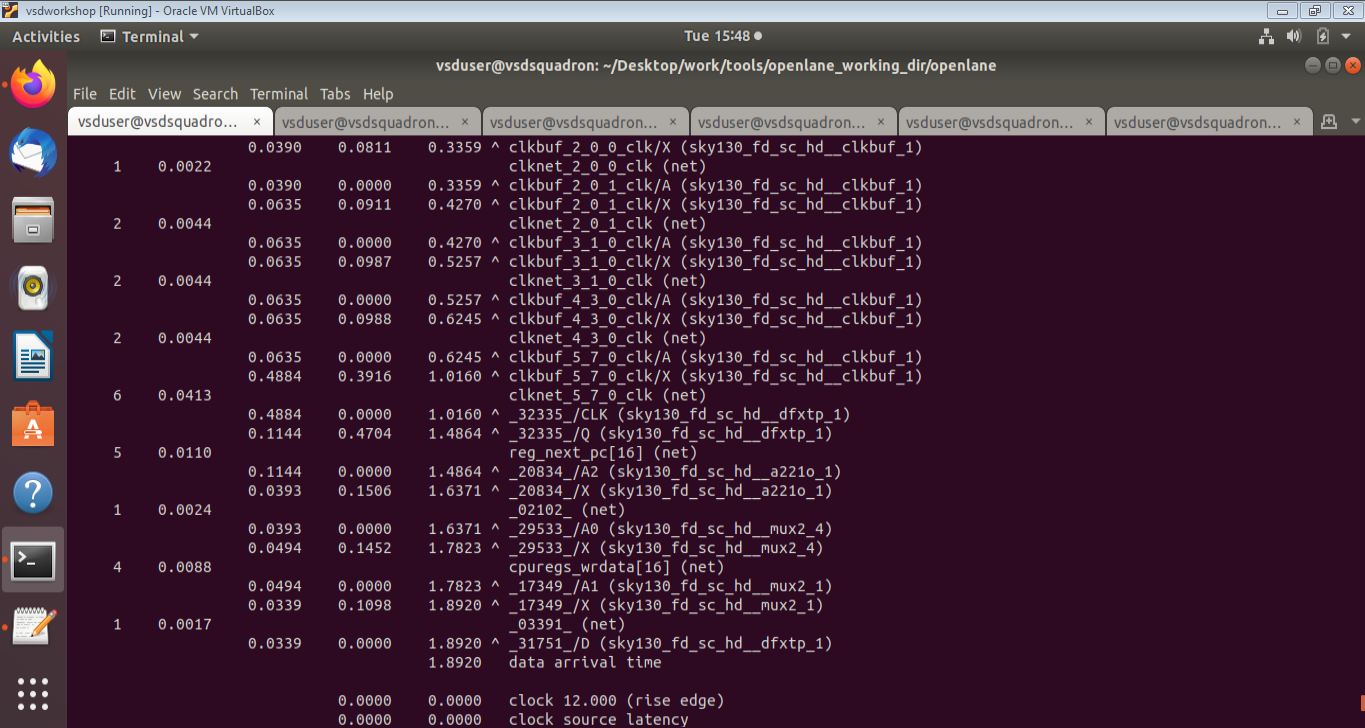 vsdworkshop [Running] - Oracle VM VirtualBox
Activities Terminal Tue 15:48
vsduser@vsdsquadron: ~/Desktop/work/tools/openlane_working_dir/openlane
File Edit View Search Terminal Tabs Help
vsduser@vsdsquadro... × vsduser@vsdsquadron... × vsduser@vsdsquadron... × vsduser@vsdsquadron... × vsduser@vsdsquadron... × vsduser@vsdsquadron... ×
0.0390 0.0811 0.3359 ^ clkbuf_2_0_0_clk/X (sky130_fd_sc_hd__clkbuf_1)
1 0.0022 clknet_2_0_0_clk (net)
0.0390 0.0000 0.3359 ^ clkbuf_2_0_1_clk/A (sky130_fd_sc_hd__clkbuf_1)
0.0635 0.0911 0.4270 ^ clkbuf_2_0_1_clk/X (sky130_fd_sc_hd__clkbuf_1)
2 0.0044 clknet_2_0_1_clk (net)
0.0635 0.0000 0.4270 ^ clkbuf_3_1_0_clk/A (sky130_fd_sc_hd__clkbuf_1)
0.0635 0.0987 0.5257 ^ clkbuf_3_1_0_clk/X (sky130_fd_sc_hd__clkbuf_1)
2 0.0044 clknet_3_1_0_clk (net)
0.0635 0.0000 0.5257 ^ clkbuf_4_3_0_clk/A (sky130_fd_sc_hd__clkbuf_1)
0.0635 0.0988 0.6245 ^ clkbuf_4_3_0_clk/X (sky130_fd_sc_hd__clkbuf_1)
2 0.0044 clknet_4_3_0_clk (net)
0.0635 0.0000 0.6245 ^ clkbuf_5_7_0_clk/A (sky130_fd_sc_hd__clkbuf_1)
0.4884 0.3916 1.0160 ^ clkbuf_5_7_0_clk/X (sky130_fd_sc_hd__clkbuf_1)
6 0.0413 clknet_5_7_0_clk (net)
0.4884 0.0000 1.0160 ^ _32335_/CLK (sky130_fd_sc_hd__dfxtp_1)
0.1144 0.4704 1.4864 ^ _32335_/Q (sky130_fd_sc_hd__dfxtp_1)
5 0.0110 reg_next_pc[16] (net)
0.1144 0.0000 1.4864 ^ _20834_/A2 (sky130_fd_sc_hd__a221o_1)
0.0393 0.1506 1.6371 ^ _20834_/X (sky130_fd_sc_hd__a221o_1)
1 0.0024 _02102_ (net)
0.0393 0.0000 1.6371 ^ _29533_/A0 (sky130_fd_sc_hd__mux2_4)
0.0494 0.1452 1.7823 ^ _29533_/X (sky130_fd_sc_hd__mux2_4)
4 0.0088 cpuregs_wrdata[16] (net)
0.0494 0.0000 1.7823 ^ _17349_/A1 (sky130_fd_sc_hd__mux2_1)
0.0339 0.1098 1.8920 ^ _17349_/X (sky130_fd_sc_hd__mux2_1)
1 0.0017 _03391_ (net)
0.0339 0.0000 1.8920 ^ _31751_/D (sky130_fd_sc_hd__dfxtp_1)
1.8920 data arrival time
0.0000 0.0000 clock 12.000 (rise edge)
0.0000 0.0000 clock source latency